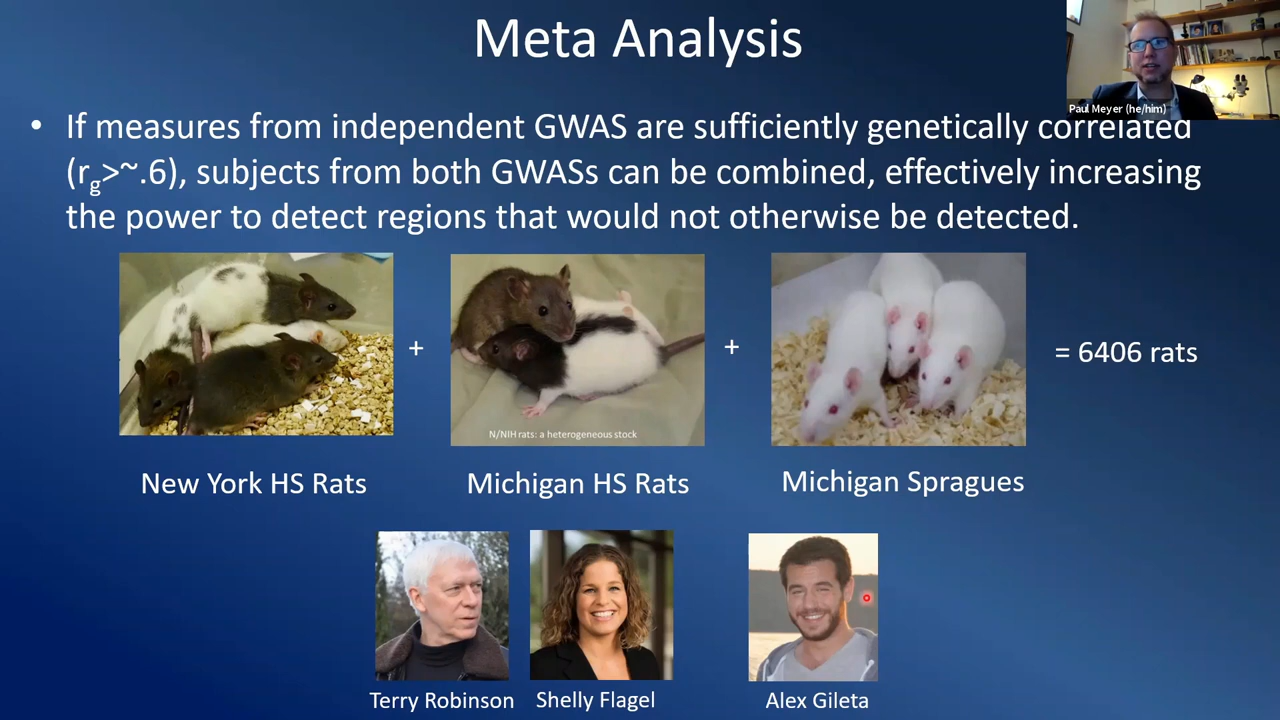 Meta Analysis
Paul Meyer (he/him)
• If measures from independent GWAS are sufficiently genetically correlated
(rg>~.6), subjects from both GWASs can be combined, effectively increasing
the power to detect regions that would not otherwise be detected.
+
+
= 6406 rats
N/NIH rats: a heterogeneous stock
New York HS Rats
Michigan HS Rats
Michigan Spragues
Terry Robinson
Shelly Flagel
Alex Gileta